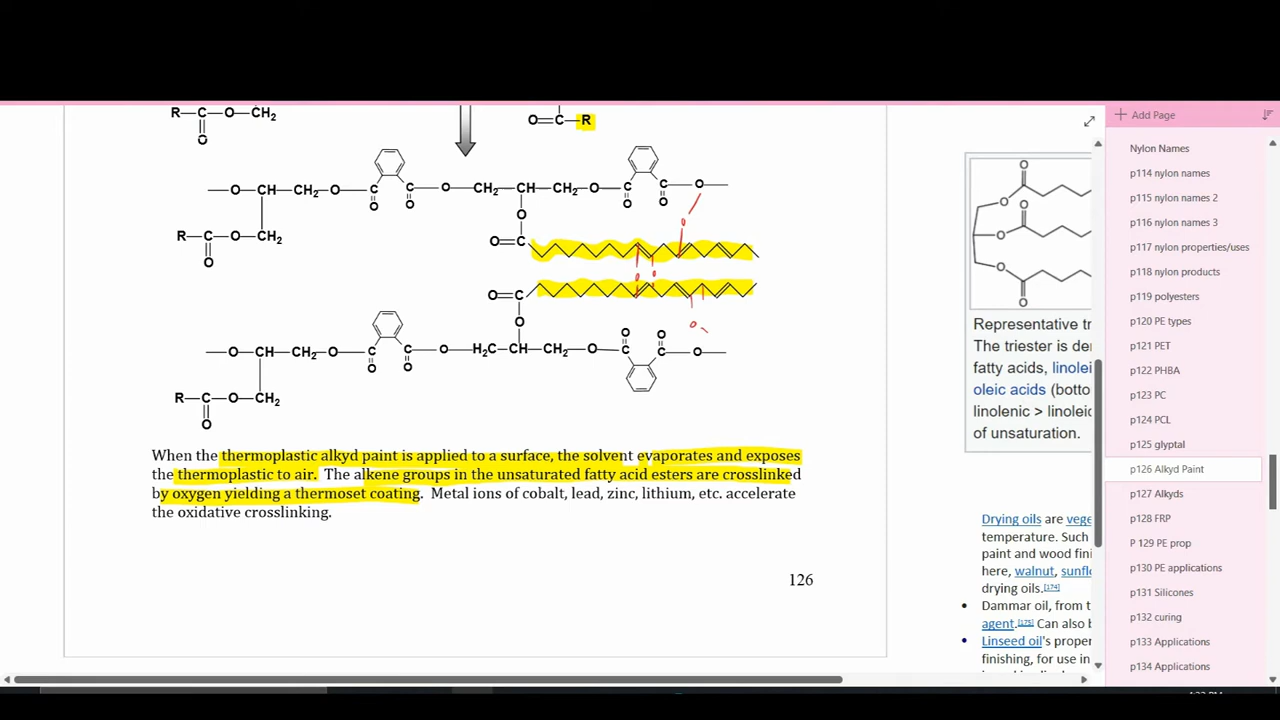 Add Page
R—C—O—CH2
O
O=C—R
—O—CH—CH2—O C C—O—CH2—CH—CH2—O C C—O—
O O O O O
R—C—O—CH2 O=C
O
O=C
O
O O
—O—CH—CH2—O C C—O—H2C—CH—CH2—O C C—O—
O O
R—C—O—CH2
O
When the thermoplastic alkyd paint is applied to a surface, the solvent evaporates and exposes
the thermoplastic to air. The alkene groups in the unsaturated fatty acid esters are crosslinked
by oxygen yielding a thermoset coating. Metal ions of cobalt, lead, zinc, lithium, etc. accelerate
the oxidative crosslinking.
126
O
O
O
O
O
O
Representative tr
The triester is de
fatty acids, linolei
oleic acids (botto
linolenic > linoleic
of unsaturation.
Drying oils are vege
temperature. Such
paint and wood fini
here, walnut, sunfl
drying oils.[174]
Dammar oil, from t
agent.[175] Can also b
Linseed oil's proper
finishing, for use in
Nylon Names
p114 nylon names
p115 nylon names 2
p116 nylon names 3
p117 nylon properties/uses
p118 nylon products
p119 polyesters
p120 PE types
p121 PET
p122 PHBA
p123 PC
p124 PCL
p125 glyptal
p126 Alkyd Paint
p127 Alkyds
p128 FRP
P 129 PE prop
p130 PE applications
p131 Silicones
p132 curing
p133 Applications
p134 Applications